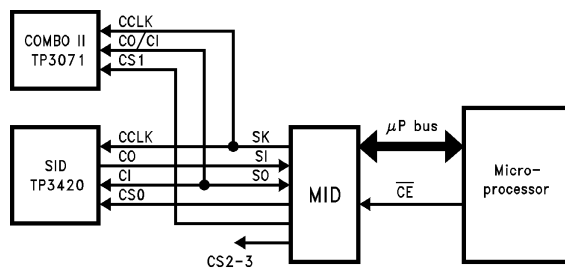 COMBO II
TP3071
CCLK
CO/CI
CS1
SID
TP3420
CCLK
CO
CI
CS0
SK
SI
SO
MID
CS2-3
μP bus
CE
Micro-
processor